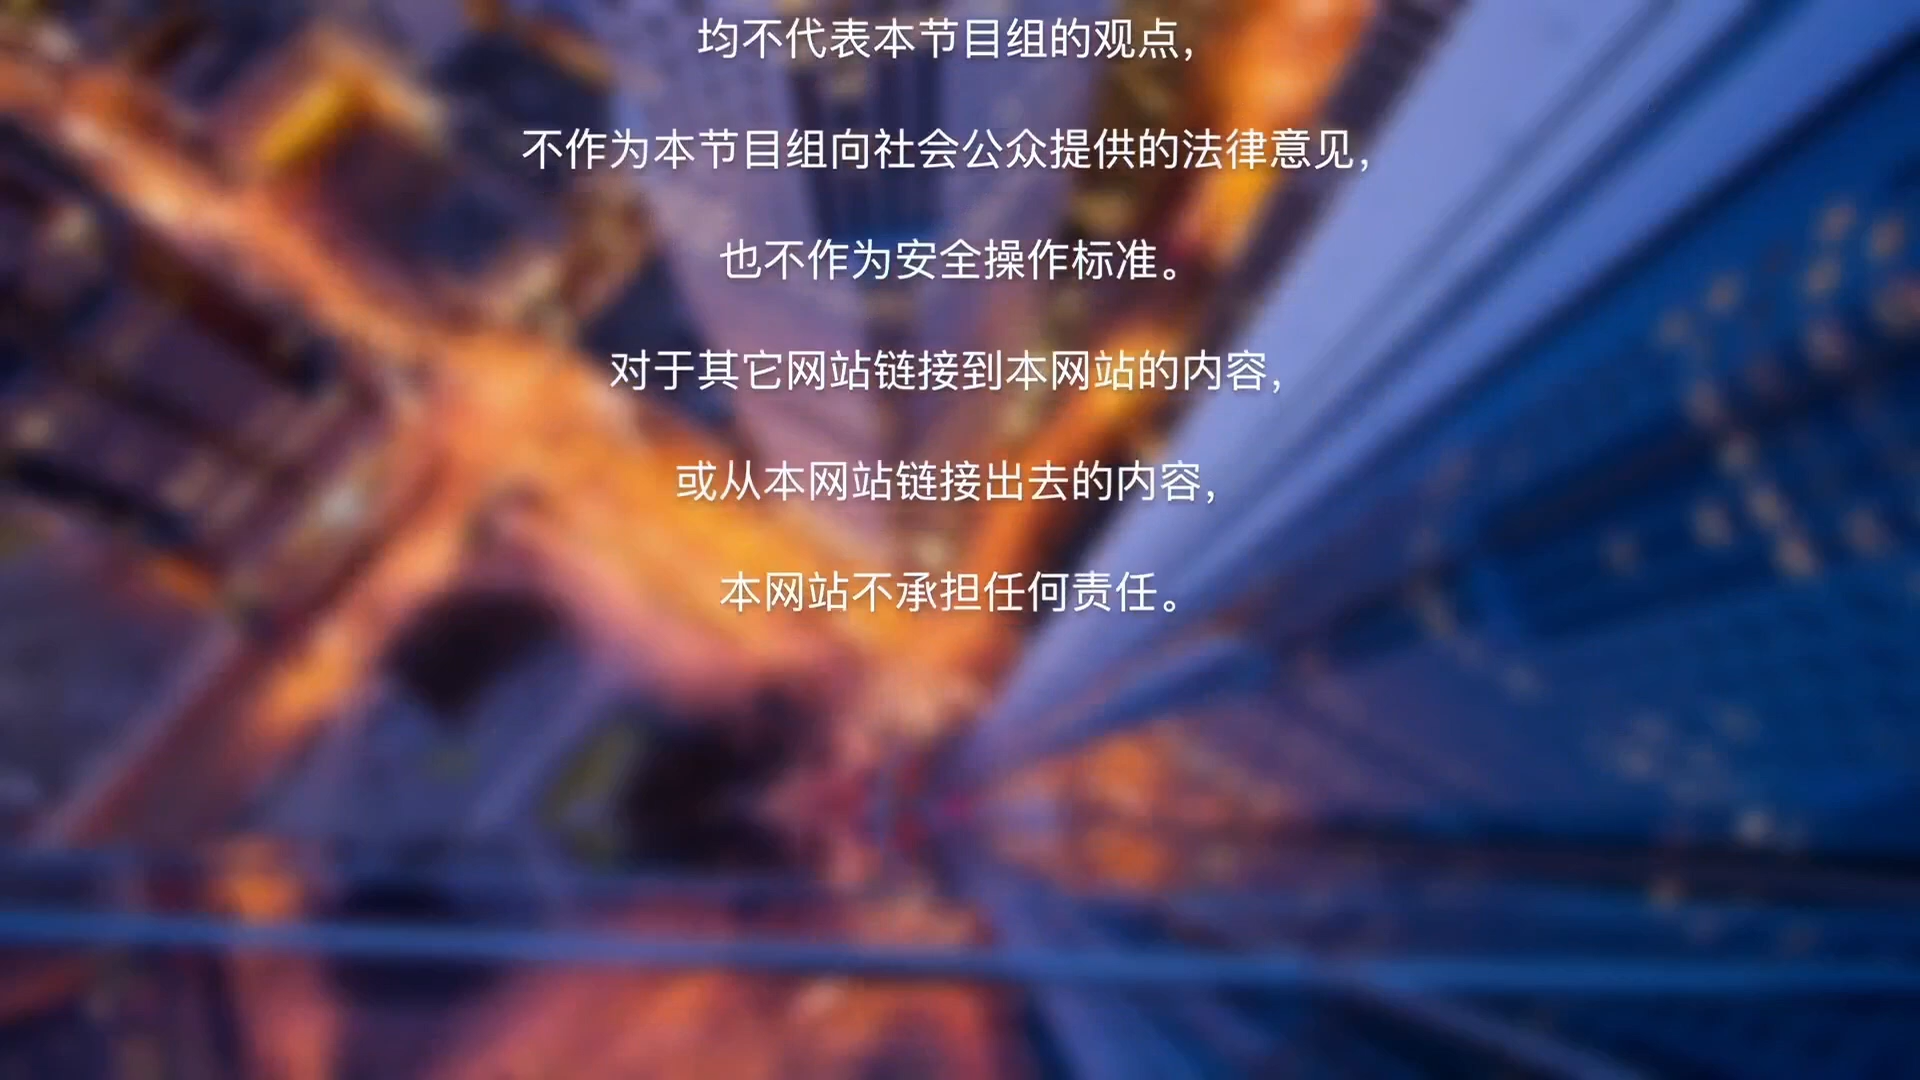 均不代表本节目组的观点，
不作为本节目组向社会公众提供的法律意见，
也不作为安全操作标准。
对于其它网站链接到本网站的内容，
或从本网站链接出去的内容，
本网站不承担任何责任。